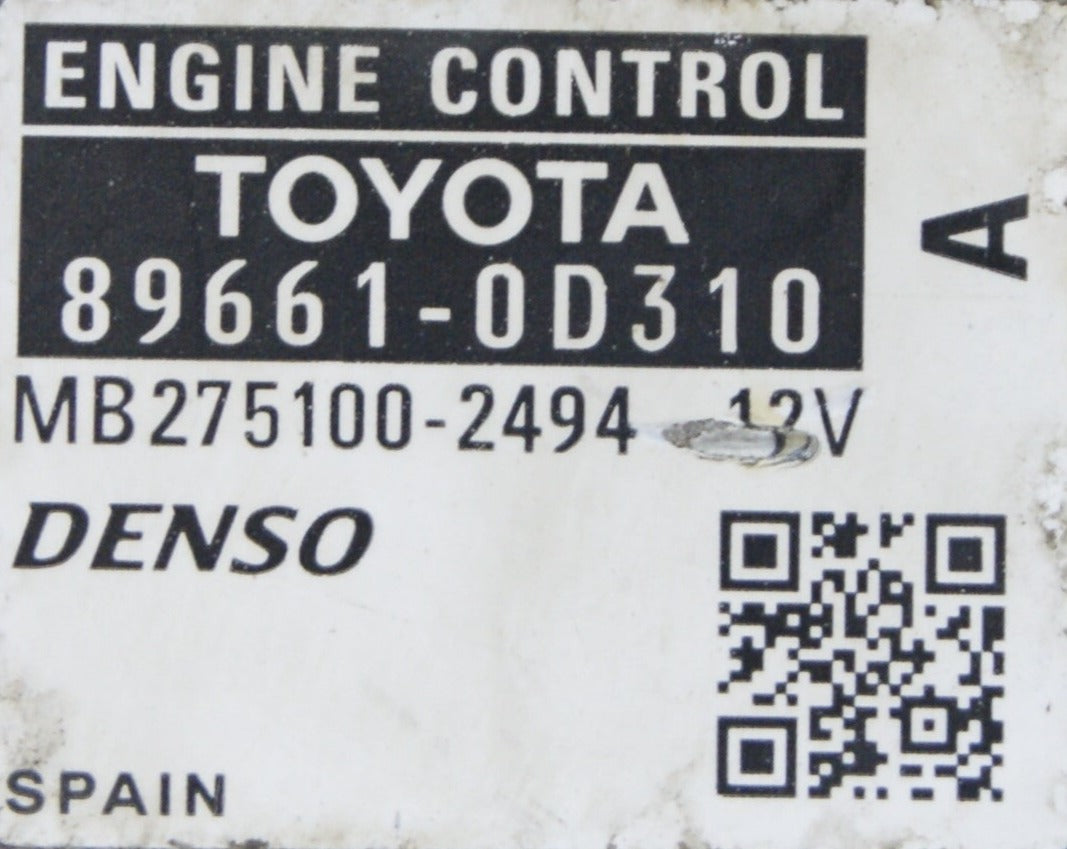 ENGINE CONTROL
TOYOTA
89661-0D310
A
MB275100-2494 12V
DENSO
SPAIN